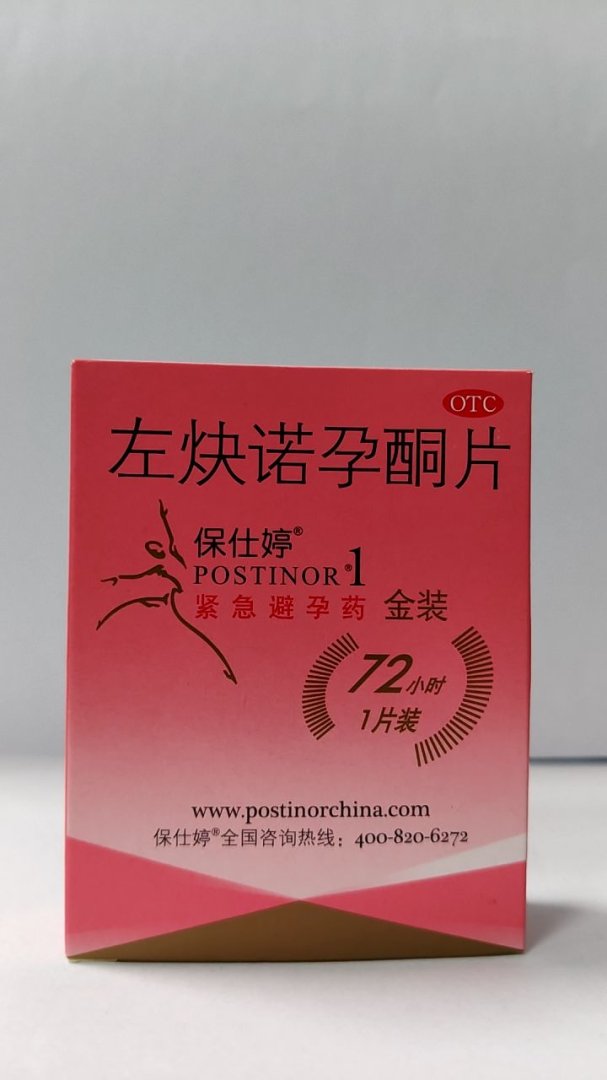 OTC
左炔诺孕酮片
保仕婷®
POSTINOR®1
紧急避孕药 金装
72小时
1片装
www.postinorchina.com
保仕婷®全国咨询热线：400-820-6272